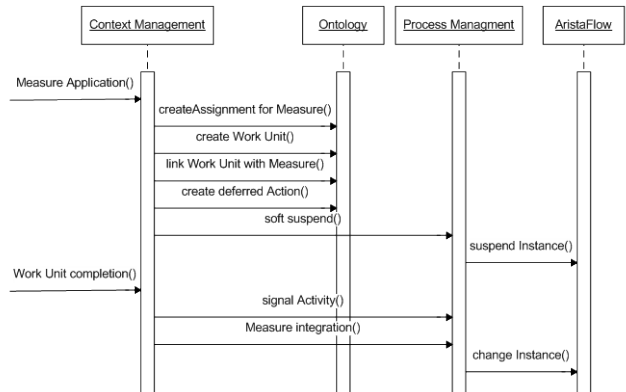 Context Management
Ontology
Process Managment
AristaFlow
Measure Application()
createAssignment for Measure()
create Work Unit()
link Work Unit with Measure()
create deferred Action()
soft suspend()
suspend Instance()
Work Unit completion()
signal Activity()
Measure integration()
change Instance()